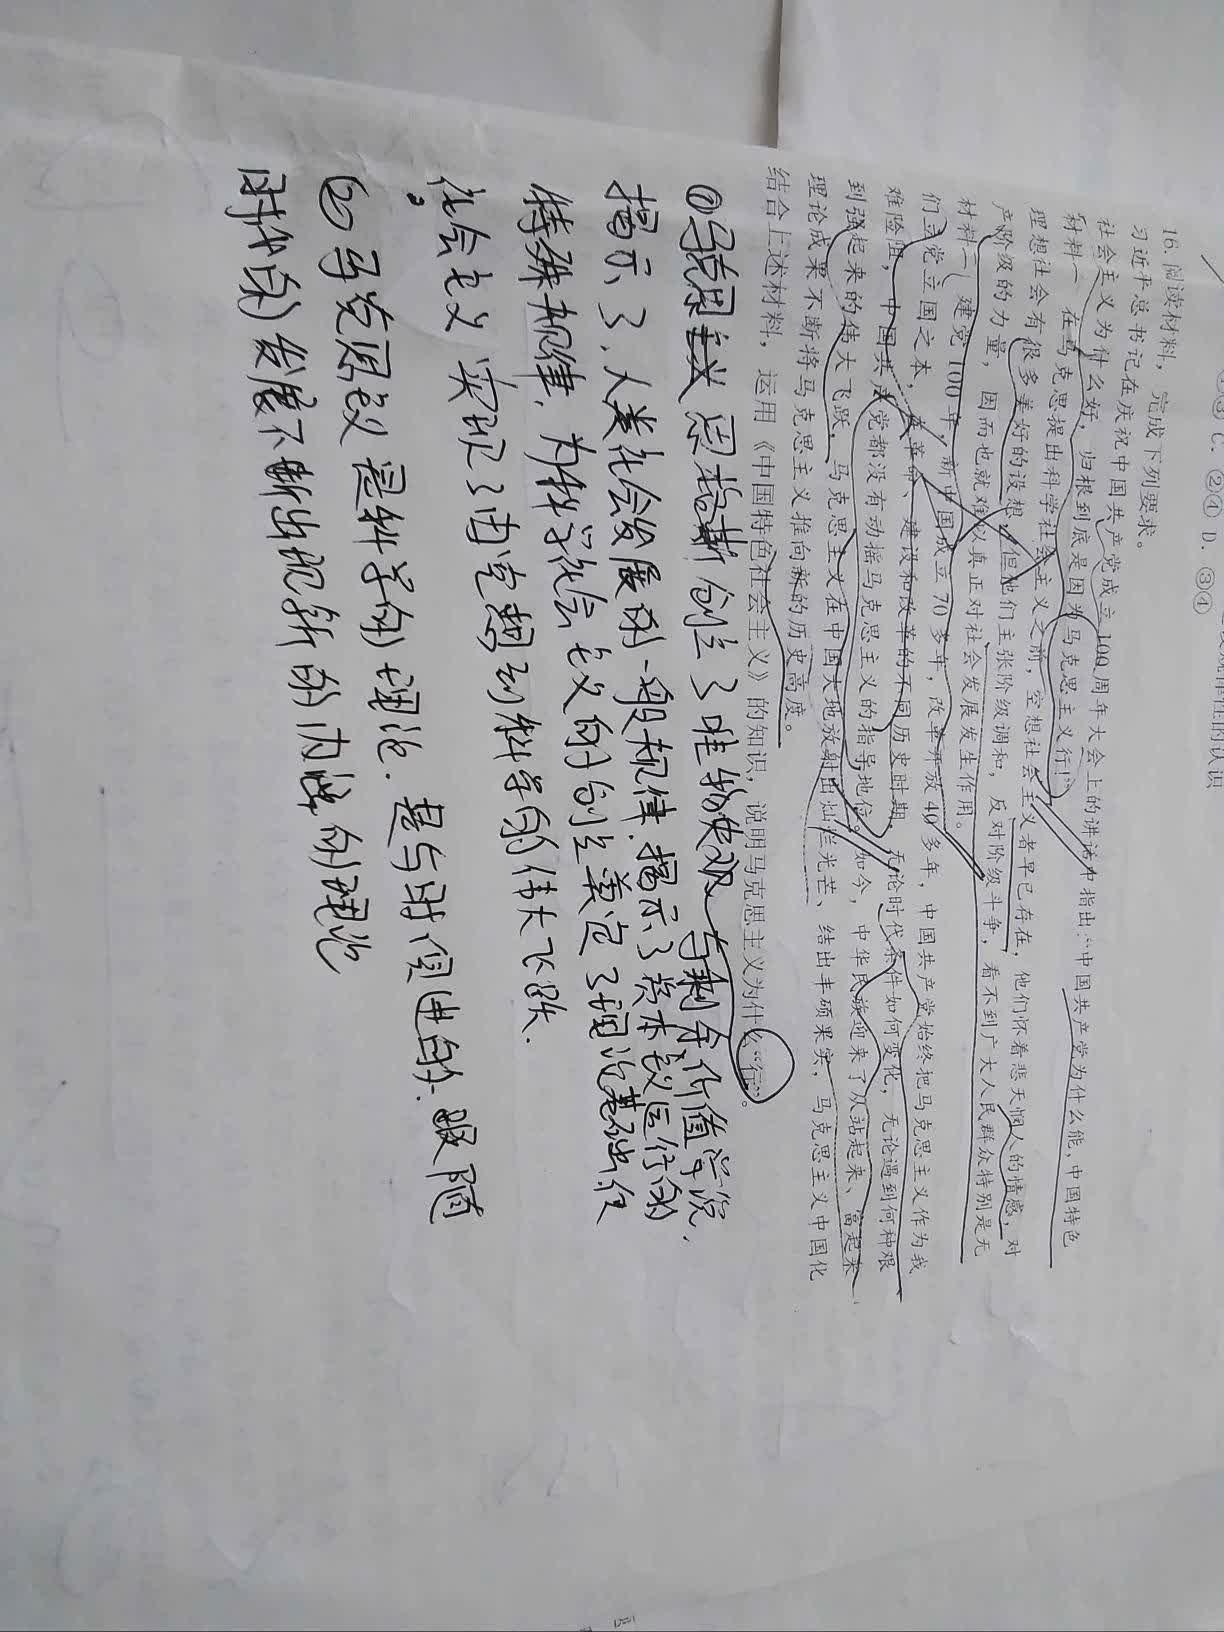 ②④ D. ③④
性的认识
16.阅读材料，完成下列要求。
习近平总书记在庆祝中国共产党成立100周年大会上的讲话中指出：“中国共产党为什么能，中国特色
社会主义为什么好，归根到底是因为马克思主义行！”
材料一 在马克思提出科学社会主义之前，空想社会主义者早已存在，他们怀着悲天悯人的情感，对
理想社会有很多美好的设想，但他们主张阶级调和，反对阶级斗争，看不到广大人民群众特别是无
产阶级的力量，因而也就难以真正对社会发展发生作用。
材料二 建党100年，新中国成立70多年，改革开放40多年，中国共产党始终把马克思主义作为我
们立党立国之本，在革命、建设和改革的不同历史时期，无论时代条件如何变化，无论遇到何种艰
难险阻，中国共产党都没有动摇马克思主义的指导地位。如今，中华民族迎来了从站起来、富起来
到强起来的伟大飞跃，马克思主义在中国大地放射出灿烂光芒、结出丰硕果实，马克思主义中国化
理论成果不断将马克思主义推向新的历史高度。
结合上述材料，运用《中国特色社会主义》的知识，说明马克思主义为什么“行”。
①马克思主义 创立了唯物史观与剩余价值学说，
揭示了人类社会发展的一般规律，揭示了资本主义运行的
特殊规律，为科学社会主义的创立奠定了理论基础，使
社会主义实现了由空想到科学的伟大飞跃。
②马克思主义是科学的理论，是与时俱进的，跟随
时代的发展不断出现新的内涵的理论